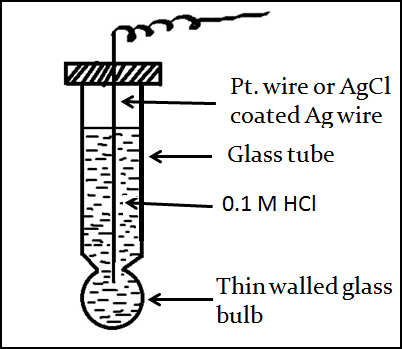 Pt. wire or AgCl
coated Ag wire
Glass tube
0.1 M HCl
Thin walled glass
bulb